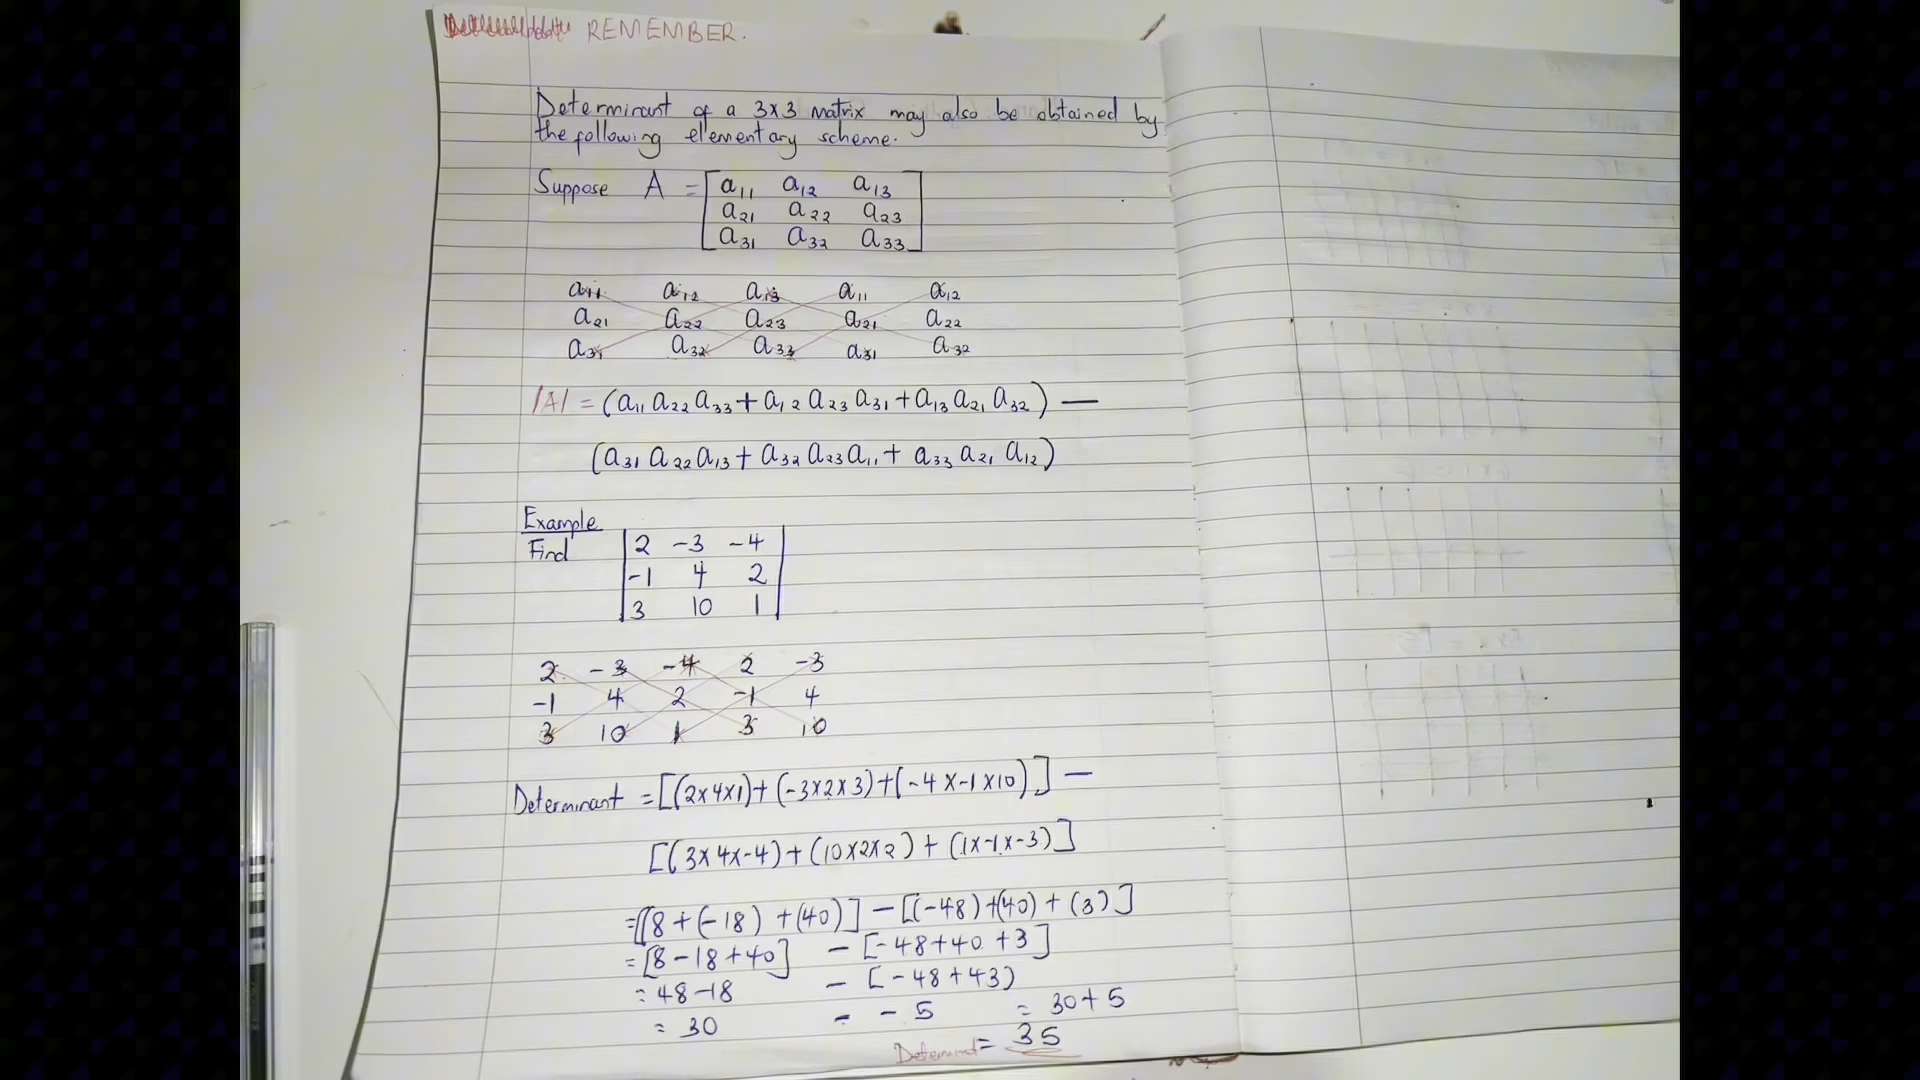 REMEMBER.
Determinant of a 3x3 matrix may also be obtained by
the following elementary scheme.
Suppose A = [a11 a12 a13
a21 a22 a23
a31 a32 a33]
a11 a12 a13 a11 a12
a21 a22 a23 a21 a22
a31 a32 a33 a31 a32
|A| = (a11 a22 a33 + a12 a23 a31 + a13 a21 a32) —
(a31 a22 a13 + a32 a23 a11 + a33 a21 a12)
Example
Find |2 -3 -4
-1 4 2
3 10 1|
2 -3 -4 2 -3
-1 4 2 -1 4
3 10 1 3 10
Determinant = [(2x4x1)+(-3x2x3)+(-4x-1x10)] —
[(3x4x-4)+(10x2x2)+(1x-1x-3)]
=[8+(-18)+(40)] — [(-48)+(40)+(3)]
=[8-18+40] — [-48+40+3]
= 48-18 — [-48+43)
= 30 - - 5 = 30+5
Determinant = 35